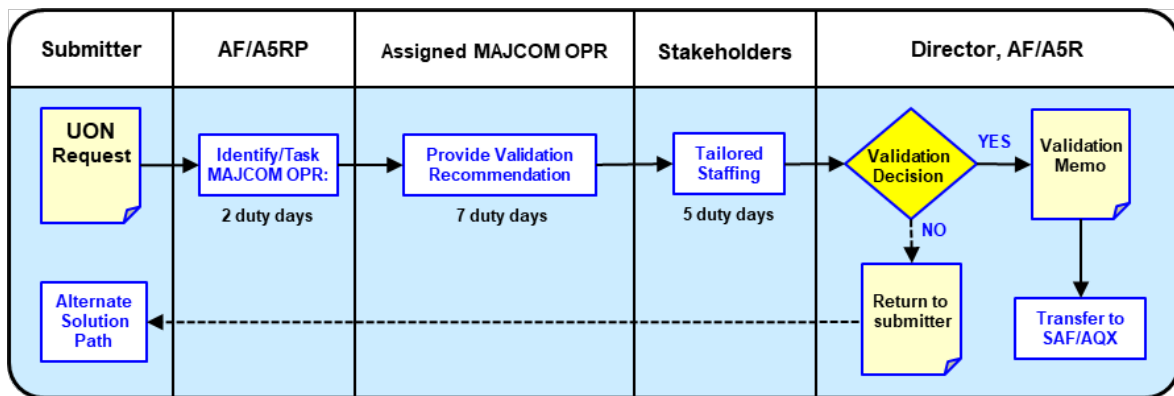 Submitter
AF/A5RP
Assigned MAJCOM OPR
Stakeholders
Director, AF/A5R
UON
Request
Identify/Task
MAJCOM OPR:
2 duty days
Provide Validation
Recommendation
7 duty days
Tailored
Staffing
5 duty days
Validation
Decision
YES
Validation
Memo
NO
Alternate
Solution
Path
Return to
submitter
Transfer to
SAF/AQX